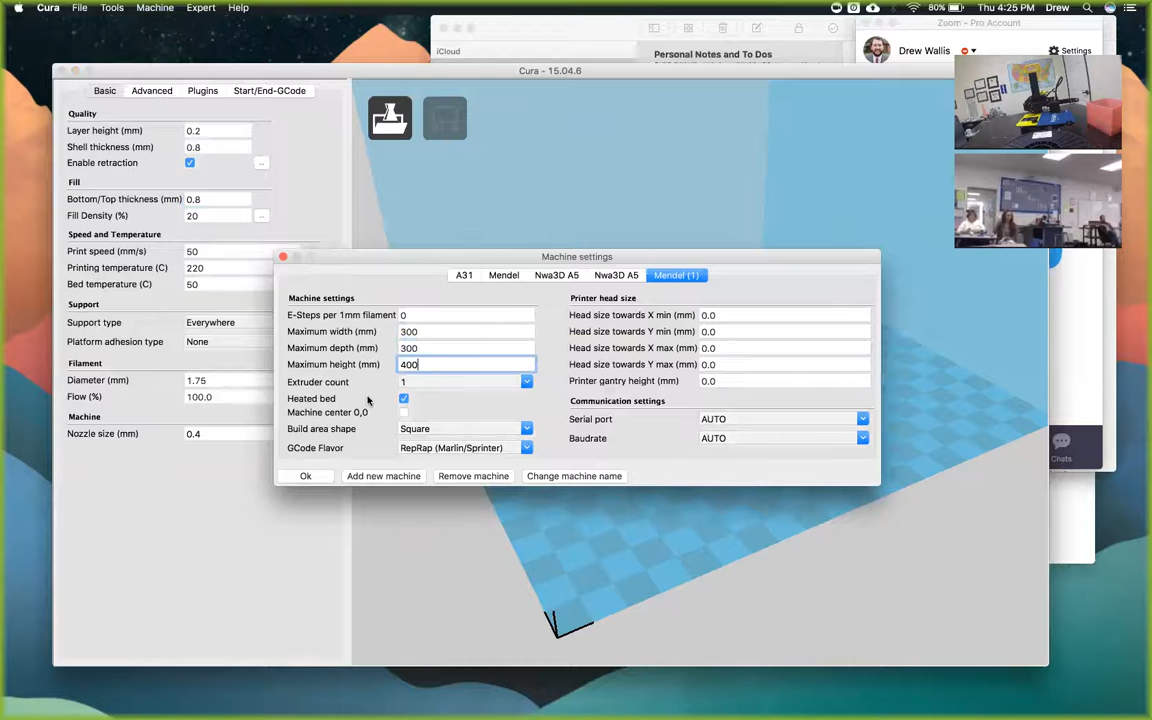 Cura File Tools Machine Expert Help 80% Thu 4:25 PM Drew
Zoom - Pro Account
iCloud
Personal Notes and To Dos
Drew Wallis
Settings
Cura - 15.04.6
Basic Advanced Plugins Start/End-GCode
Quality
Layer height (mm) 0.2
Shell thickness (mm) 0.8
Enable retraction ..
Fill
Bottom/Top thickness (mm) 0.8
Fill Density (%) 20 ..
Speed and Temperature
Print speed (mm/s) 50
Printing temperature (C) 220
Bed temperature (C) 50
Support
Support type Everywhere
Platform adhesion type None
Filament
Diameter (mm) 1.75
Flow (%) 100.0
Machine
Nozzle size (mm) 0.4
Machine settings
A31 Mendel Nwa3D A5 Nwa3D A5 Mendel (1)
Machine settings
E-Steps per 1mm filament 0
Maximum width (mm) 300
Maximum depth (mm) 300
Maximum height (mm) 400
Extruder count 1
Heated bed
Machine center 0,0
Build area shape Square
GCode Flavor RepRap (Marlin/Sprinter)
Printer head size
Head size towards X min (mm) 0.0
Head size towards Y min (mm) 0.0
Head size towards X max (mm) 0.0
Head size towards Y max (mm) 0.0
Printer gantry height (mm) 0.0
Communication settings
Serial port AUTO
Baudrate AUTO
Ok Add new machine Remove machine Change machine name
Chats